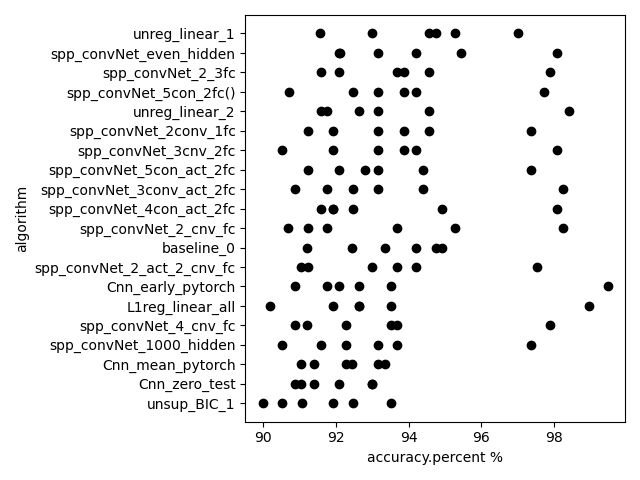 unreg_linear_1
spp_convNet_even_hidden
spp_convNet_2_3fc
spp_convNet_5con_2fc()
unreg_linear_2
spp_convNet_2conv_1fc
spp_convNet_3cnv_2fc
spp_convNet_5con_act_2fc
spp_convNet_3conv_act_2fc
spp_convNet_4con_act_2fc
spp_convNet_2_cnv_fc
baseline_0
spp_convNet_2_act_2_cnv_fc
Cnn_early_pytorch
L1reg_linear_all
spp_convNet_4_cnv_fc
spp_convNet_1000_hidden
Cnn_mean_pytorch
Cnn_zero_test
unsup_BIC_1
algorithm
90 92 94 96 98
accuracy.percent %